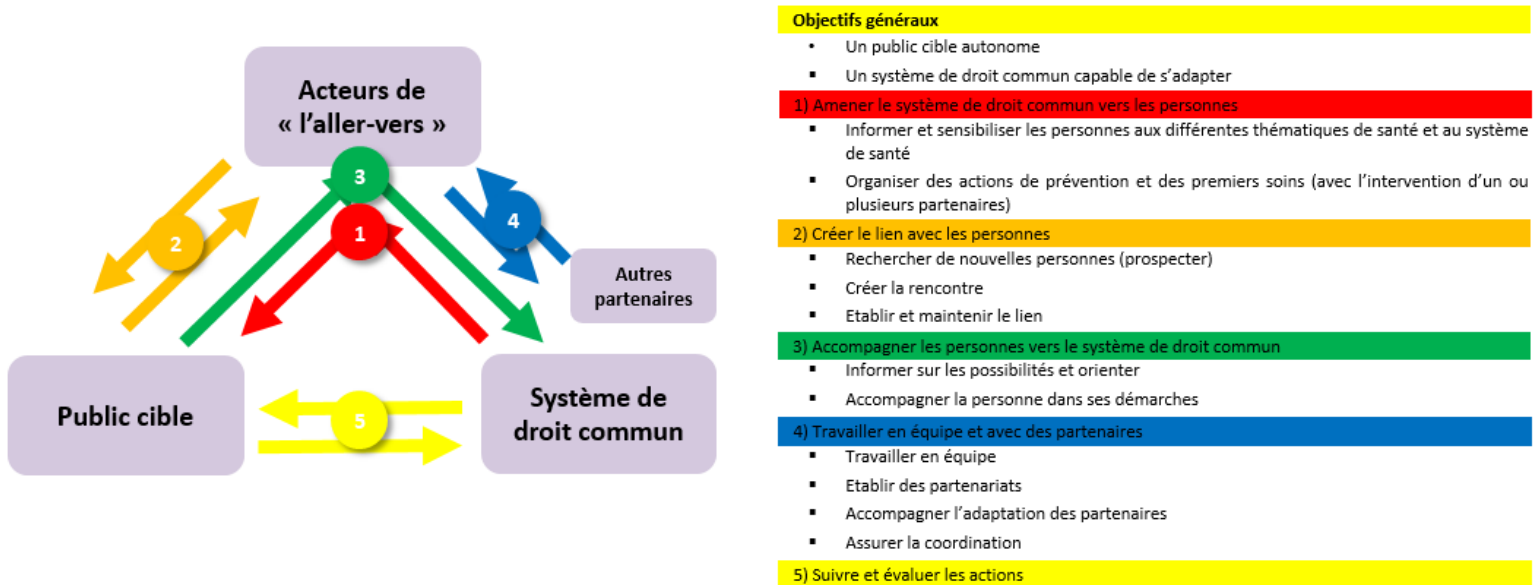 Acteurs de
« l'aller-vers »
3
1
2
4
Autres
partenaires
Public cible
5
Système de
droit commun
Objectifs généraux
• Un public cible autonome
▪ Un système de droit commun capable de s'adapter
1) Amener le système de droit commun vers les personnes
▪ Informer et sensibiliser les personnes aux différentes thématiques de santé et au système
de santé
▪ Organiser des actions de prévention et des premiers soins (avec l'intervention d'un ou
plusieurs partenaires)
2) Créer le lien avec les personnes
▪ Rechercher de nouvelles personnes (prospecter)
▪ Créer la rencontre
▪ Etablir et maintenir le lien
3) Accompagner les personnes vers le système de droit commun
▪ Informer sur les possibilités et orienter
▪ Accompagner la personne dans ses démarches
4) Travailler en équipe et avec des partenaires
▪ Travailler en équipe
▪ Etablir des partenariats
▪ Accompagner l'adaptation des partenaires
▪ Assurer la coordination
5) Suivre et évaluer les actions